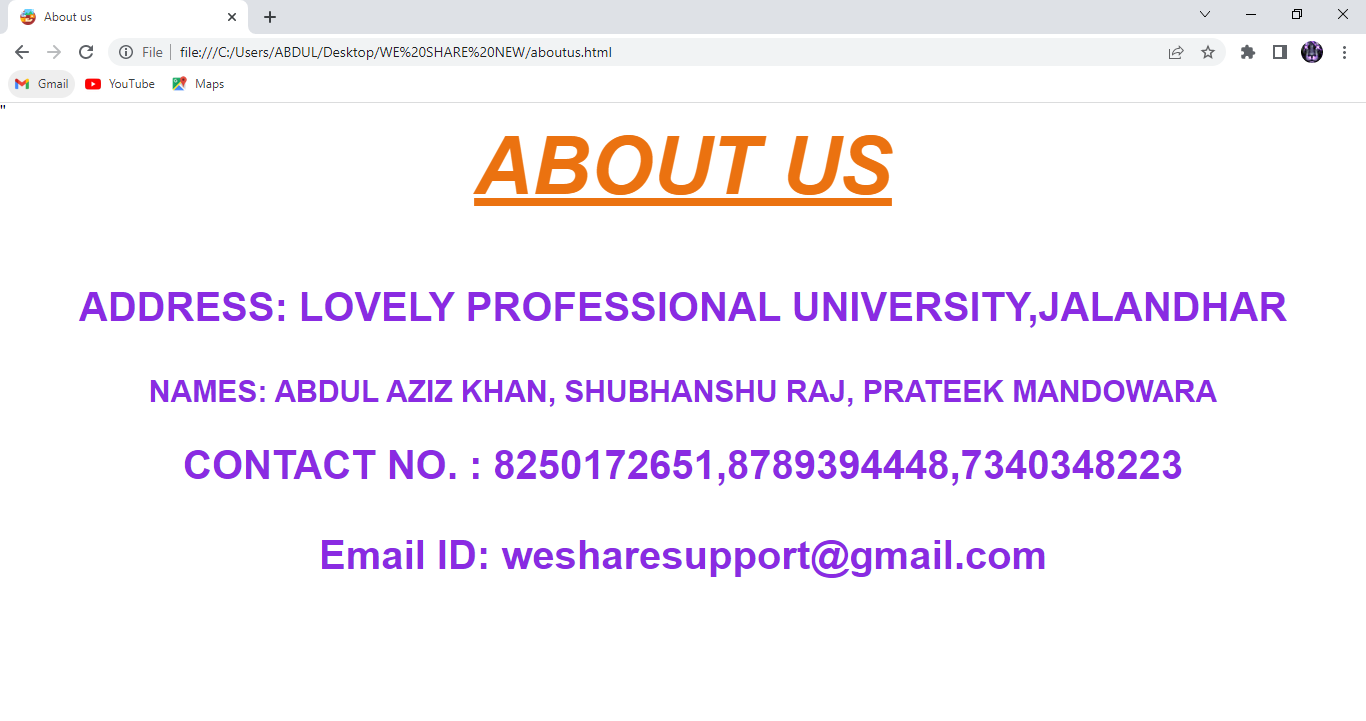 About us
File
file:///C:/Users/ABDUL/Desktop/WE%20SHARE%20NEW/aboutus.html
Gmail YouTube Maps
"
ABOUT US
ADDRESS: LOVELY PROFESSIONAL UNIVERSITY,JALANDHAR
NAMES: ABDUL AZIZ KHAN, SHUBHANSHU RAJ, PRATEEK MANDOWARA
CONTACT NO. : 8250172651,8789394448,7340348223
Email ID: wesharesupport@gmail.com